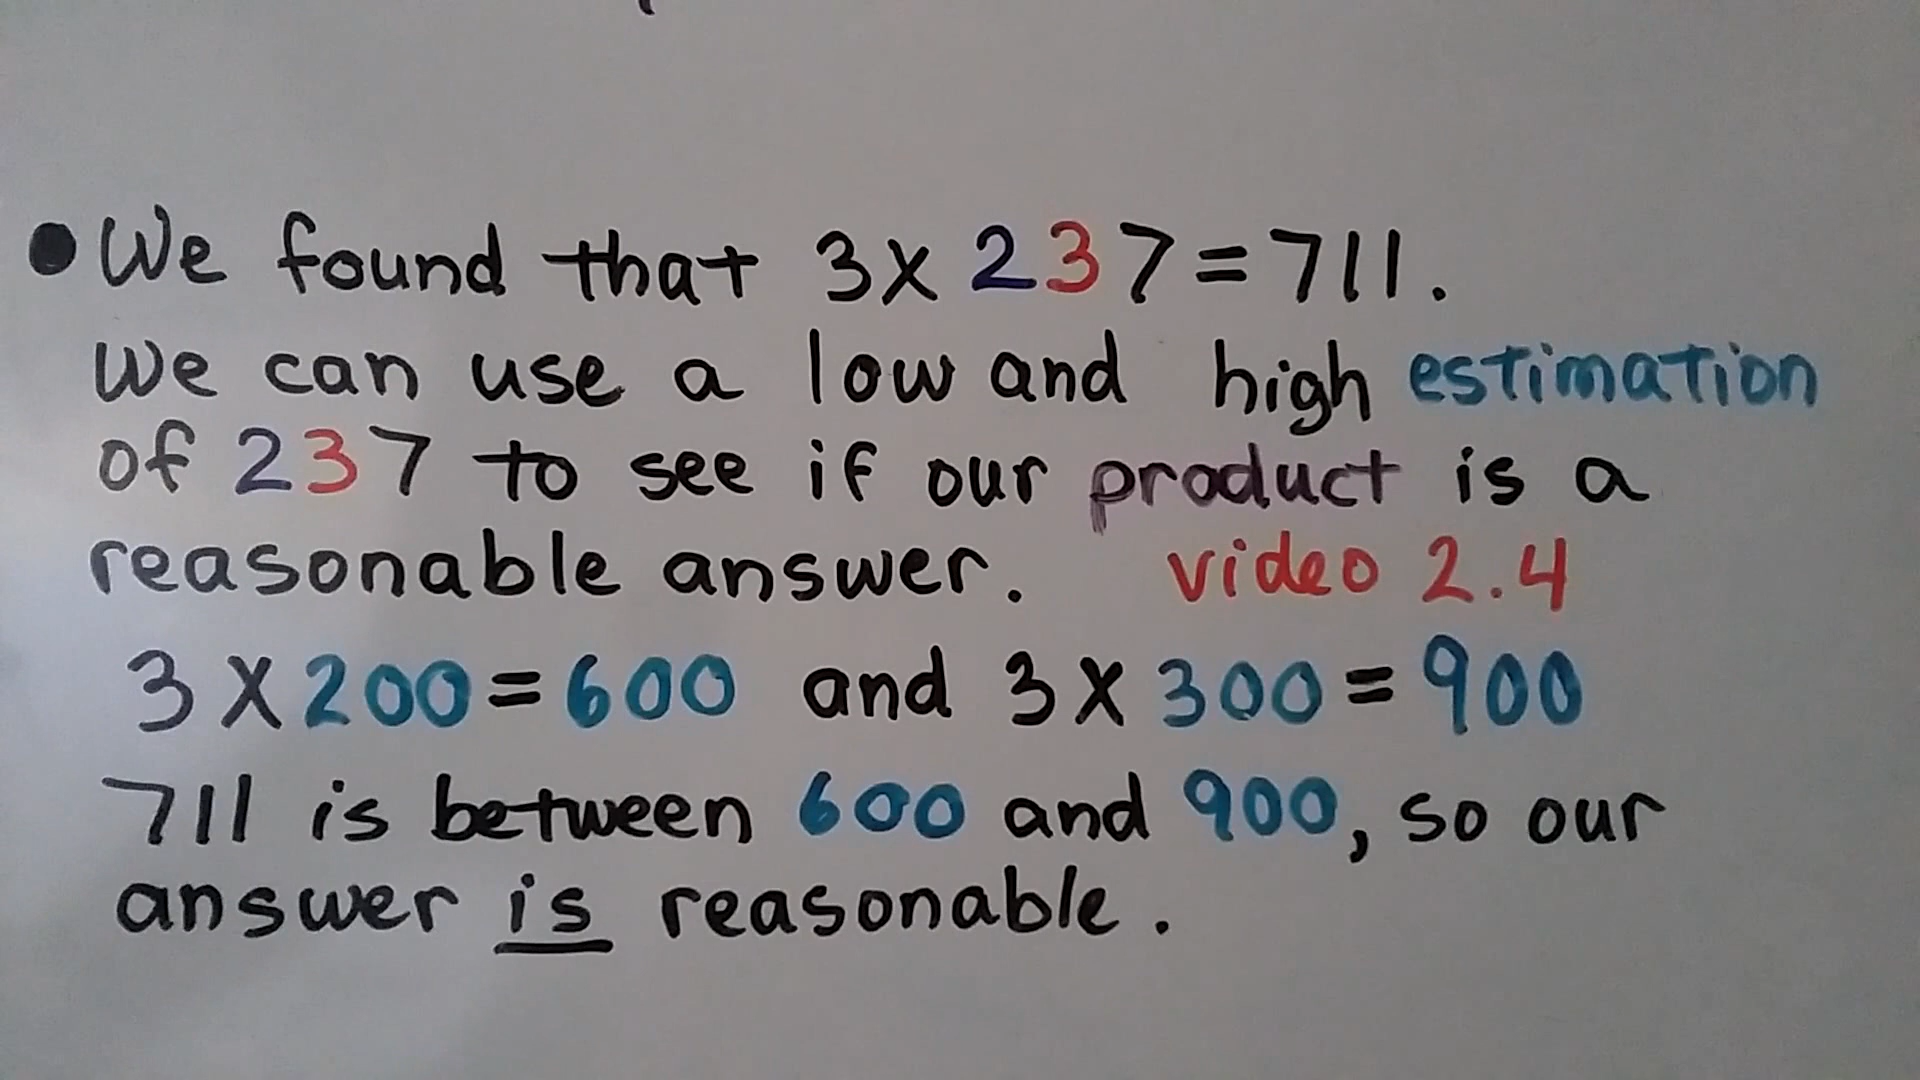 ● We found that 3 x 237 = 711.
We can use a low and high estimation
of 237 to see if our product is a
reasonable answer. video 2.4
3 x 200 = 600 and 3 x 300 = 900
711 is between 600 and 900, so our
answer is reasonable.